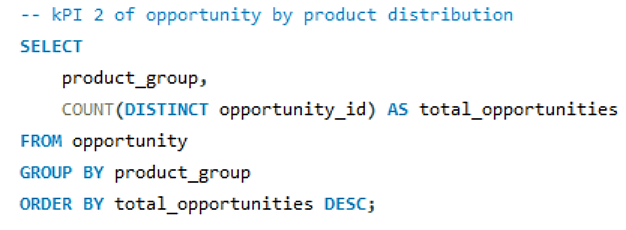 -- kPI 2 of opportunity by product distribution
SELECT
    product_group,
    COUNT(DISTINCT opportunity_id) AS total_opportunities
FROM opportunity
GROUP BY product_group
ORDER BY total_opportunities DESC;